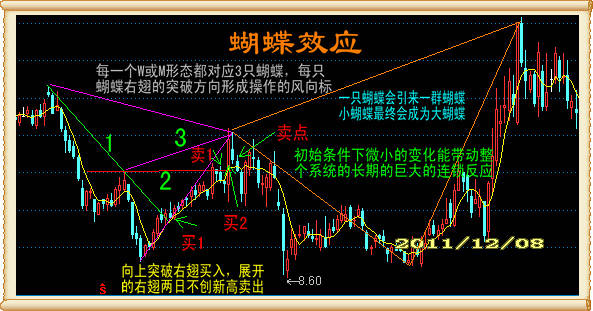 蝴蝶效应
每一个W或M形态都对应3只蝴蝶，每只
蝴蝶右翅的突破方向形成操作的风向标
一只蝴蝶会引来一群蝴蝶
小蝴蝶最终会成为大蝴蝶
3
卖点
1
卖1
初始条件下微小的变化能带动整
个系统的长期的巨大的连锁反应
2
买2
买1
2011/12/08
向上突破右翅买入，展开
的右翅两日不创新高卖出
←8.60
ŝ